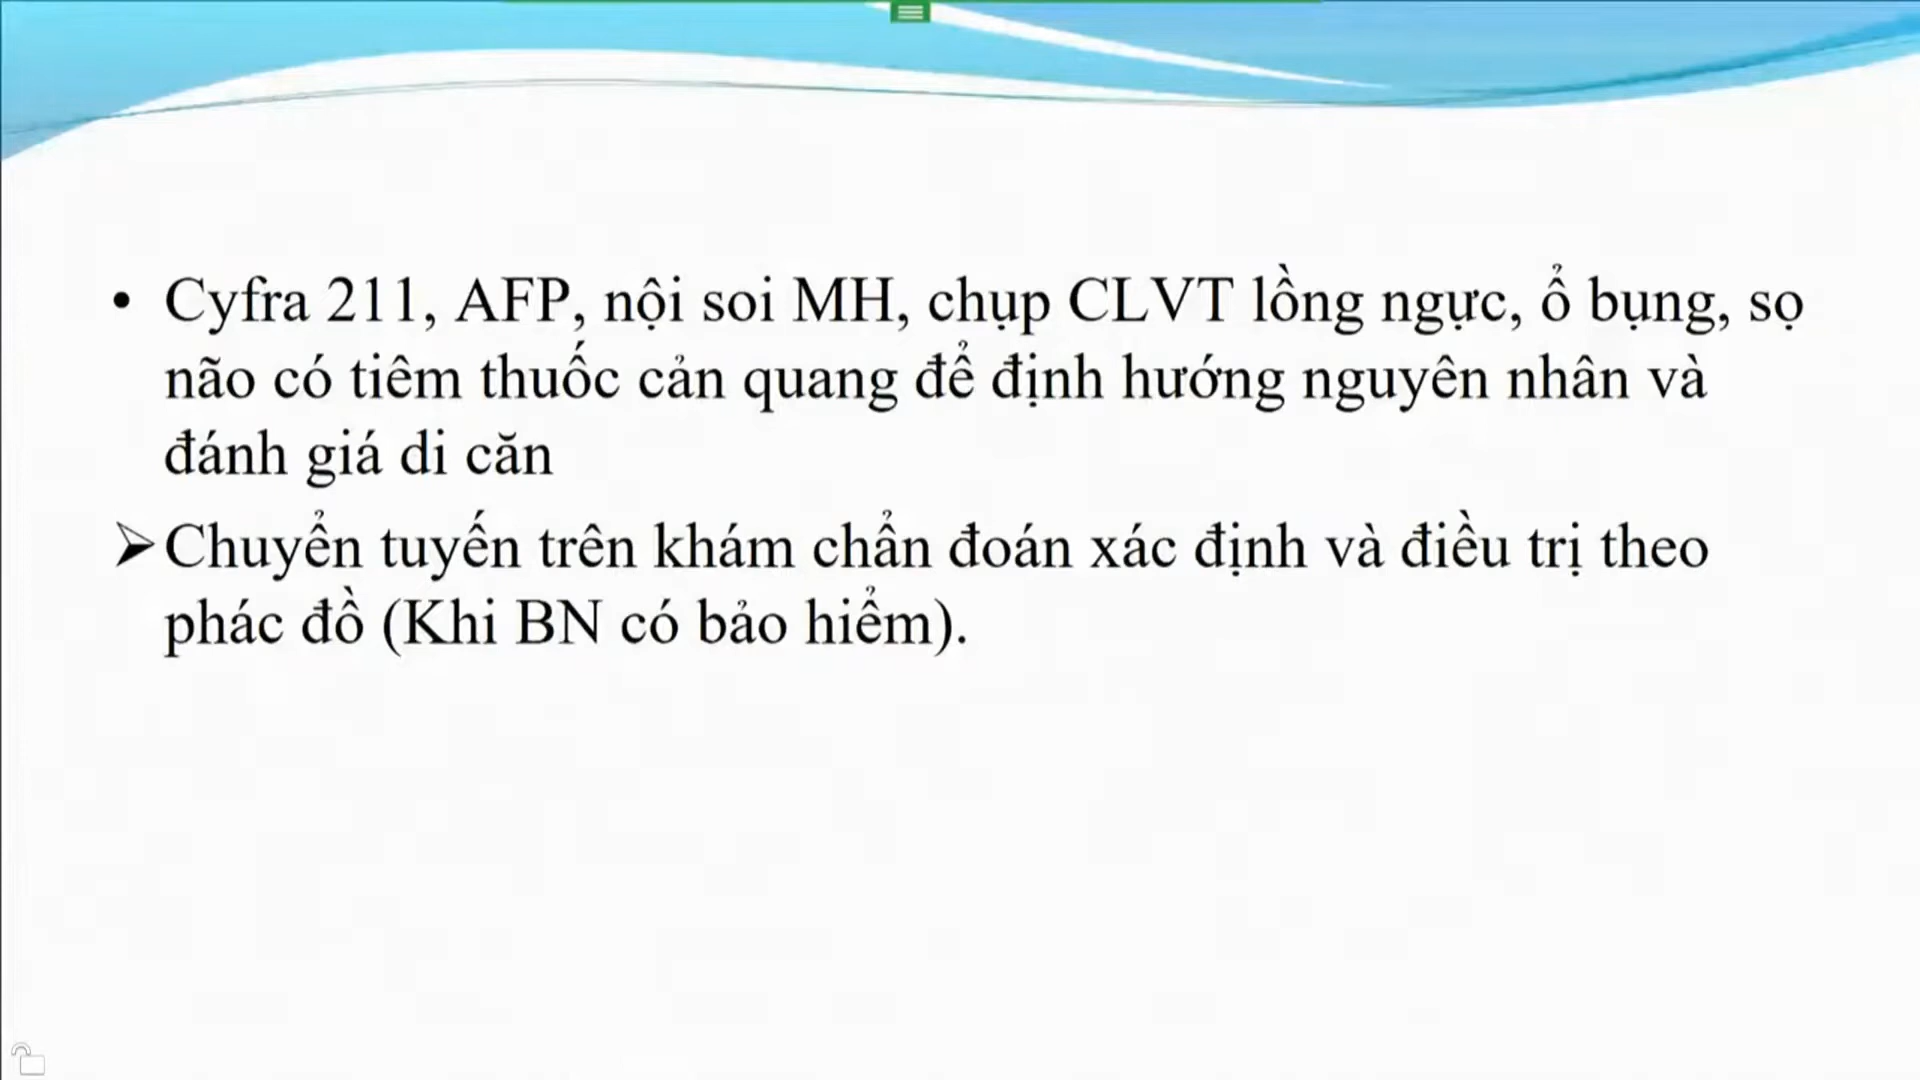 • Cyfra 211, AFP, nội soi MH, chụp CLVT lồng ngực, ổ bụng, sọ
não có tiêm thuốc cản quang để định hướng nguyên nhân và
đánh giá di căn
➢Chuyển tuyến trên khám chẩn đoán xác định và điều trị theo
phác đồ (Khi BN có bảo hiểm).